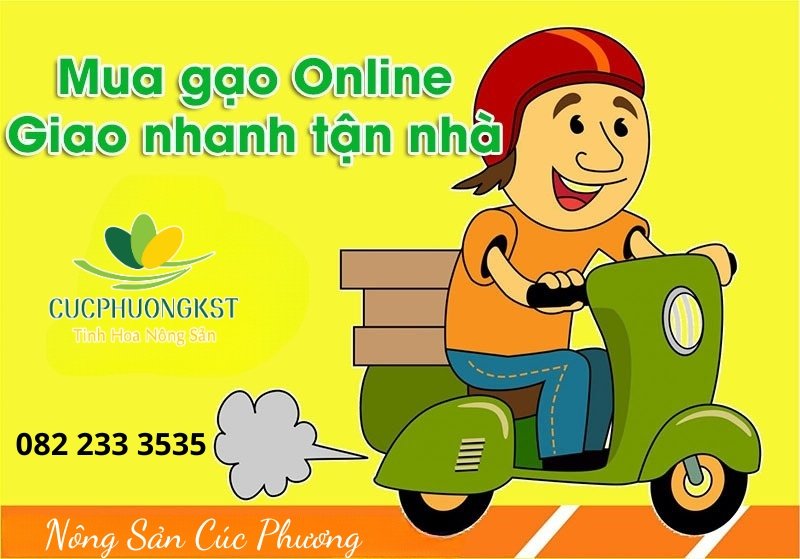 Mua gạo Online
Giao nhanh tận nhà
CUCPHUONGKST
Tinh Hoa Nông Sản
082 233 3535
Nông Sản Cúc Phương